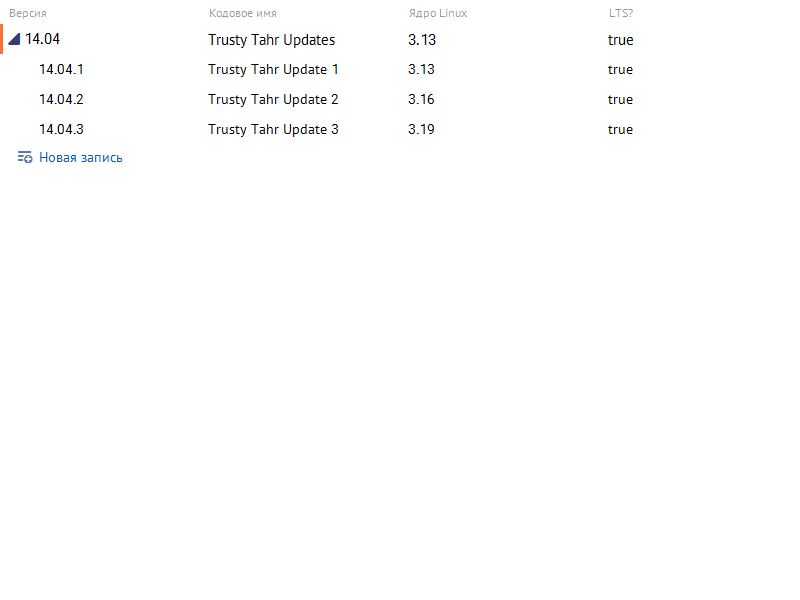 Версия Кодовое имя Ядро Linux LTS?
14.04 Trusty Tahr Updates 3.13 true
14.04.1 Trusty Tahr Update 1 3.13 true
14.04.2 Trusty Tahr Update 2 3.16 true
14.04.3 Trusty Tahr Update 3 3.19 true
Новая запись